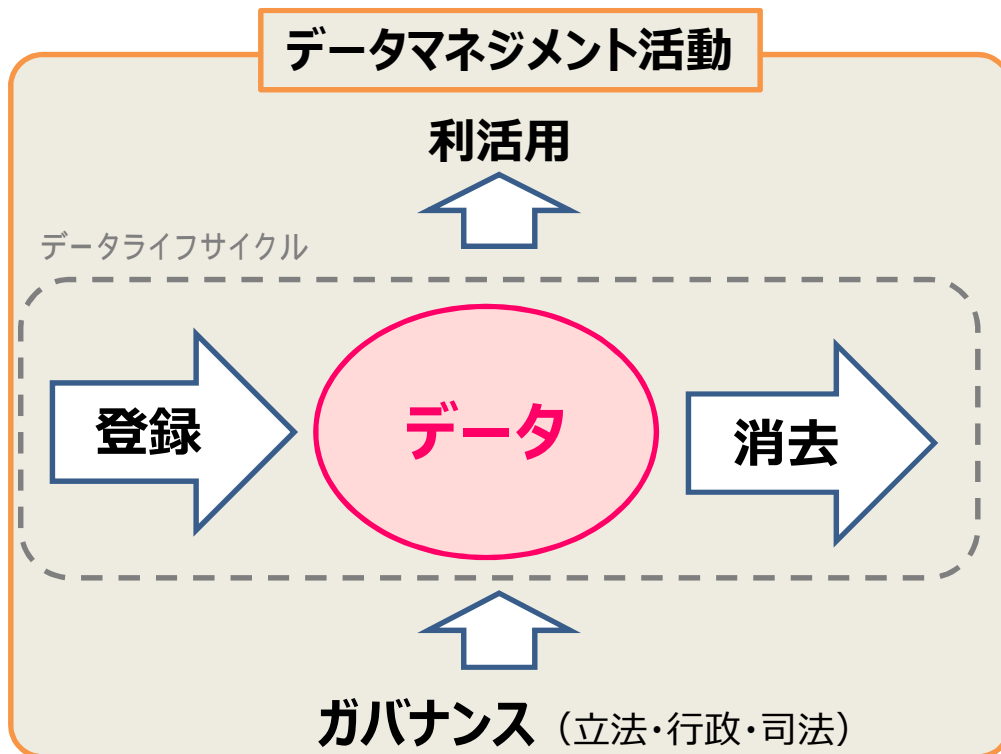 データマネジメント活動
利活用
データライフサイクル
登録
データ
消去
ガバナンス（立法・行政・司法）